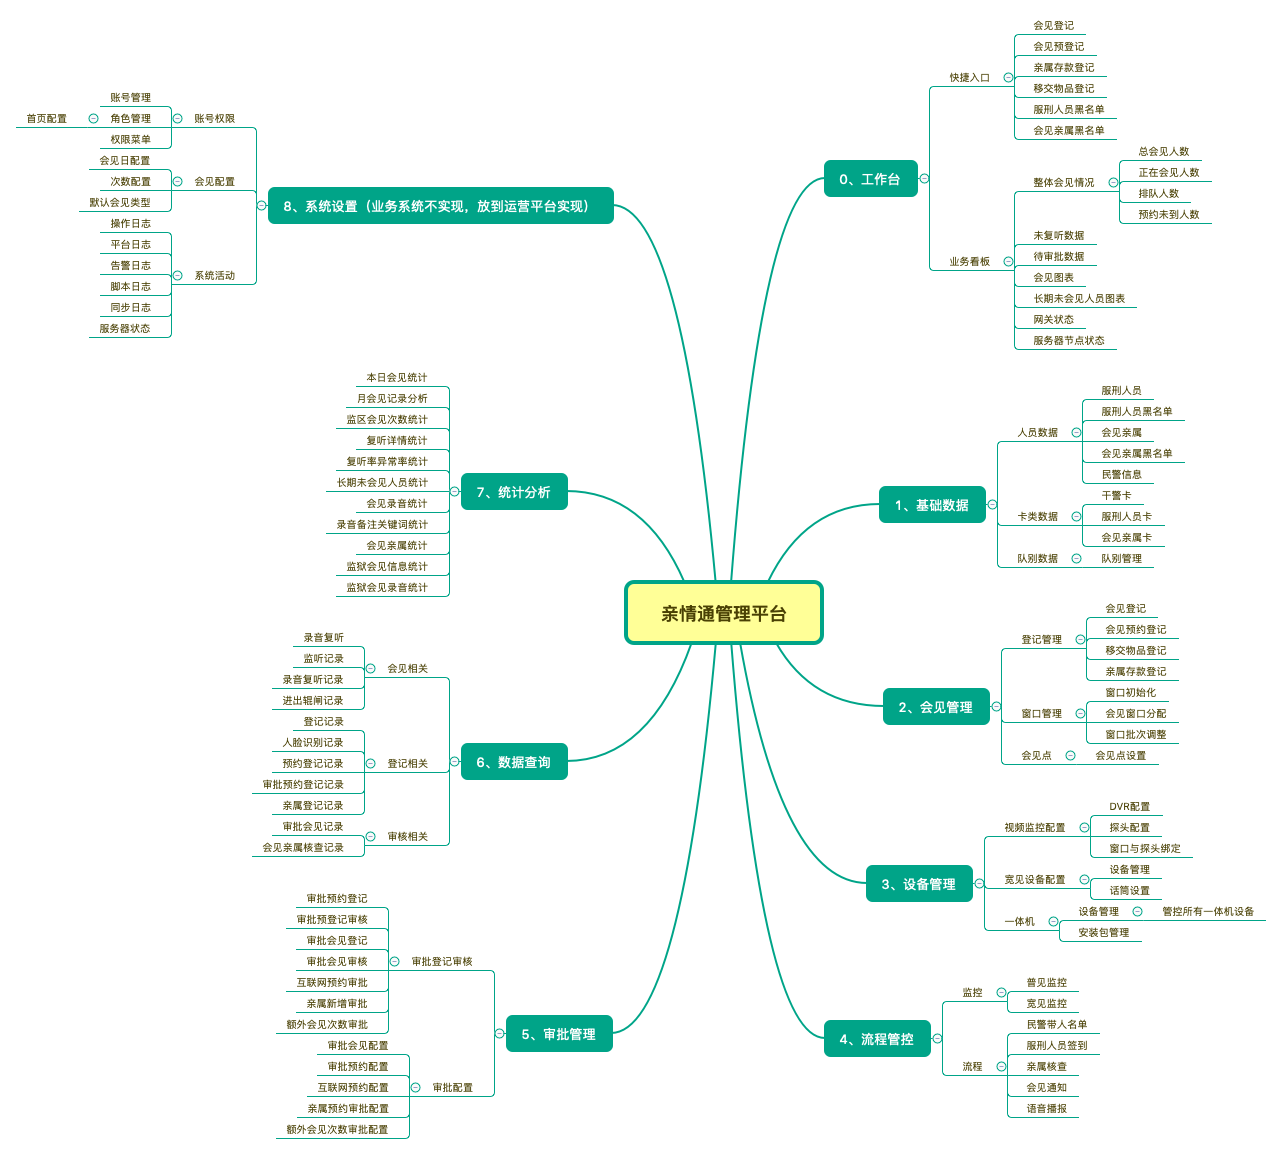 亲情通管理平台
0、工作台
快捷入口
会见登记
会见预登记
亲属存款登记
移交物品登记
服刑人员黑名单
会见亲属黑名单
业务看板
整体会见情况
总会见人数
正在会见人数
排队人数
预约未到人数
未复听数据
待审批数据
会见图表
长期未会见人员图表
网关状态
服务器节点状态
1、基础数据
人员数据
服刑人员
服刑人员黑名单
会见亲属
会见亲属黑名单
民警信息
卡类数据
干警卡
服刑人员卡
会见亲属卡
队别数据
队别管理
2、会见管理
登记管理
会见登记
会见预约登记
移交物品登记
亲属存款登记
窗口管理
窗口初始化
会见窗口分配
窗口批次调整
会见点
会见点设置
3、设备管理
视频监控配置
DVR配置
探头配置
窗口与探头绑定
宽见设备配置
设备管理
话筒设置
一体机
设备管理
管控所有一体机设备
安装包管理
4、流程管控
监控
普见监控
宽见监控
流程
民警带人名单
服刑人员签到
亲属核查
会见通知
语音播报
5、审批管理
审批登记审核
审批预约登记
审批预登记审核
审批会见登记
审批会见审核
互联网预约审批
亲属新增审批
额外会见次数审批
审批配置
审批会见配置
审批预约配置
互联网预约配置
亲属预约审批配置
额外会见次数审批配置
6、数据查询
会见相关
录音复听
监听记录
录音复听记录
进出辊闸记录
登记相关
登记记录
人脸识别记录
预约登记记录
审批预约登记记录
亲属登记记录
审核相关
审批会见记录
会见亲属核查记录
7、统计分析
本日会见统计
月会见记录分析
监区会见次数统计
复听详情统计
复听率异常率统计
长期未会见人员统计
会见录音统计
录音备注关键词统计
会见亲属统计
监狱会见信息统计
监狱会见录音统计
8、系统设置（业务系统不实现，放到运营平台实现）
账号权限
账号管理
角色管理
首页配置
权限菜单
会见配置
会见日配置
次数配置
默认会见类型
系统活动
操作日志
平台日志
告警日志
脚本日志
同步日志
服务器状态